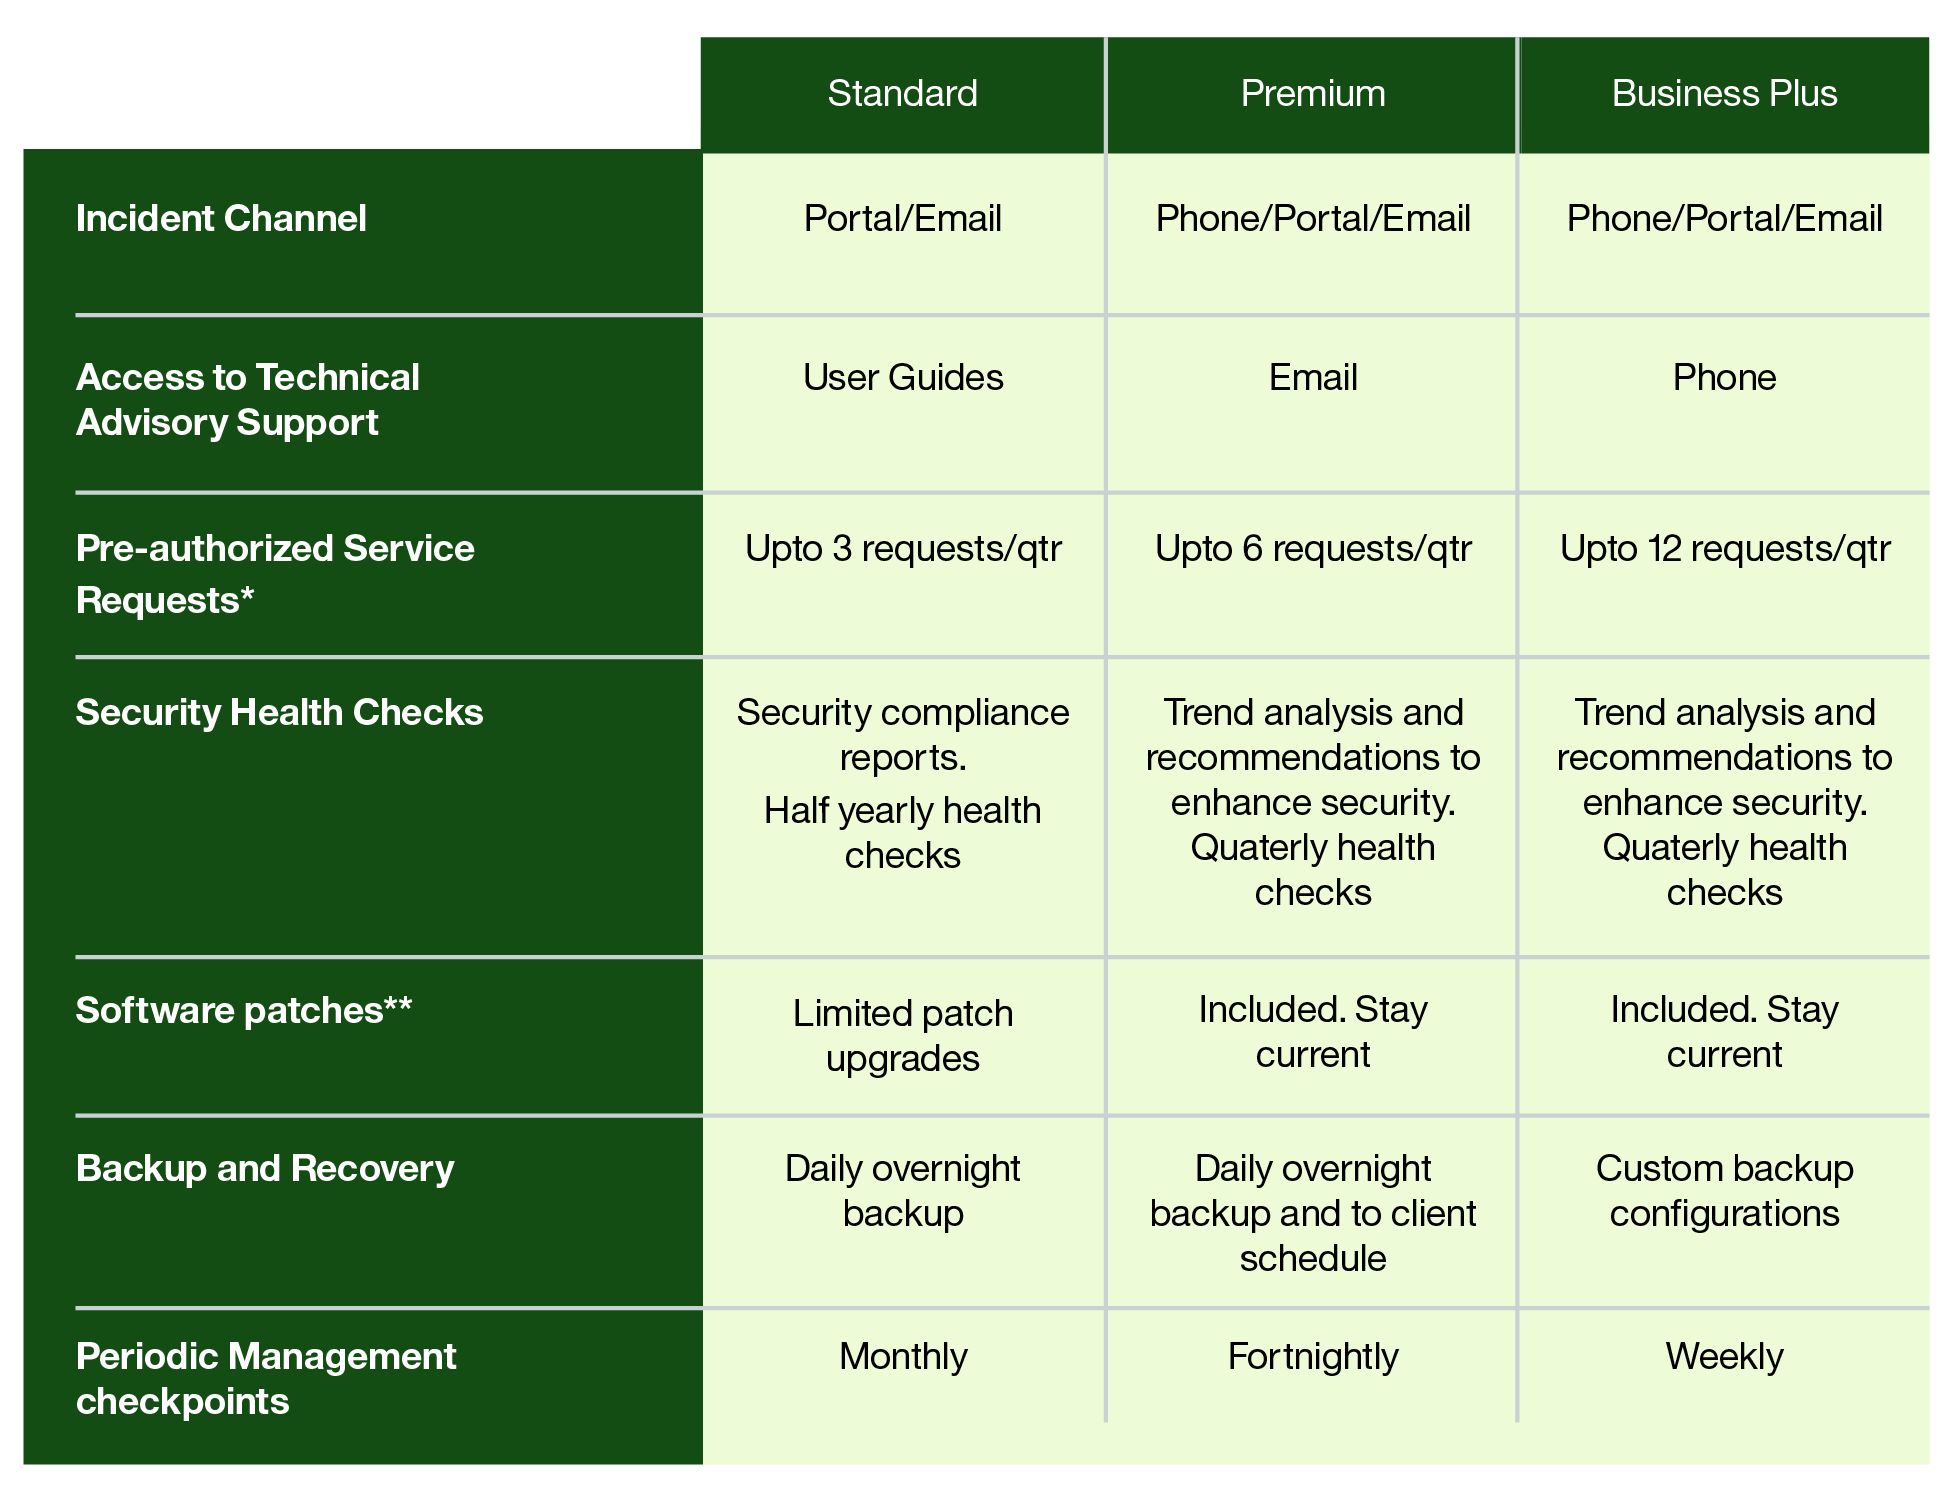 Standard
Premium
Business Plus
Incident Channel
Portal/Email
Phone/Portal/Email
Phone/Portal/Email
Access to Technical
Advisory Support
User Guides
Email
Phone
Pre-authorized Service
Requests*
Upto 3 requests/qtr
Upto 6 requests/qtr
Upto 12 requests/qtr
Security Health Checks
Security compliance
reports.
Half yearly health
checks
Trend analysis and
recommendations to
enhance security.
Quaterly health
checks
Trend analysis and
recommendations to
enhance security.
Quaterly health
checks
Software patches**
Limited patch
upgrades
Included. Stay
current
Included. Stay
current
Backup and Recovery
Daily overnight
backup
Daily overnight
backup and to client
schedule
Custom backup
configurations
Periodic Management
checkpoints
Monthly
Fortnightly
Weekly